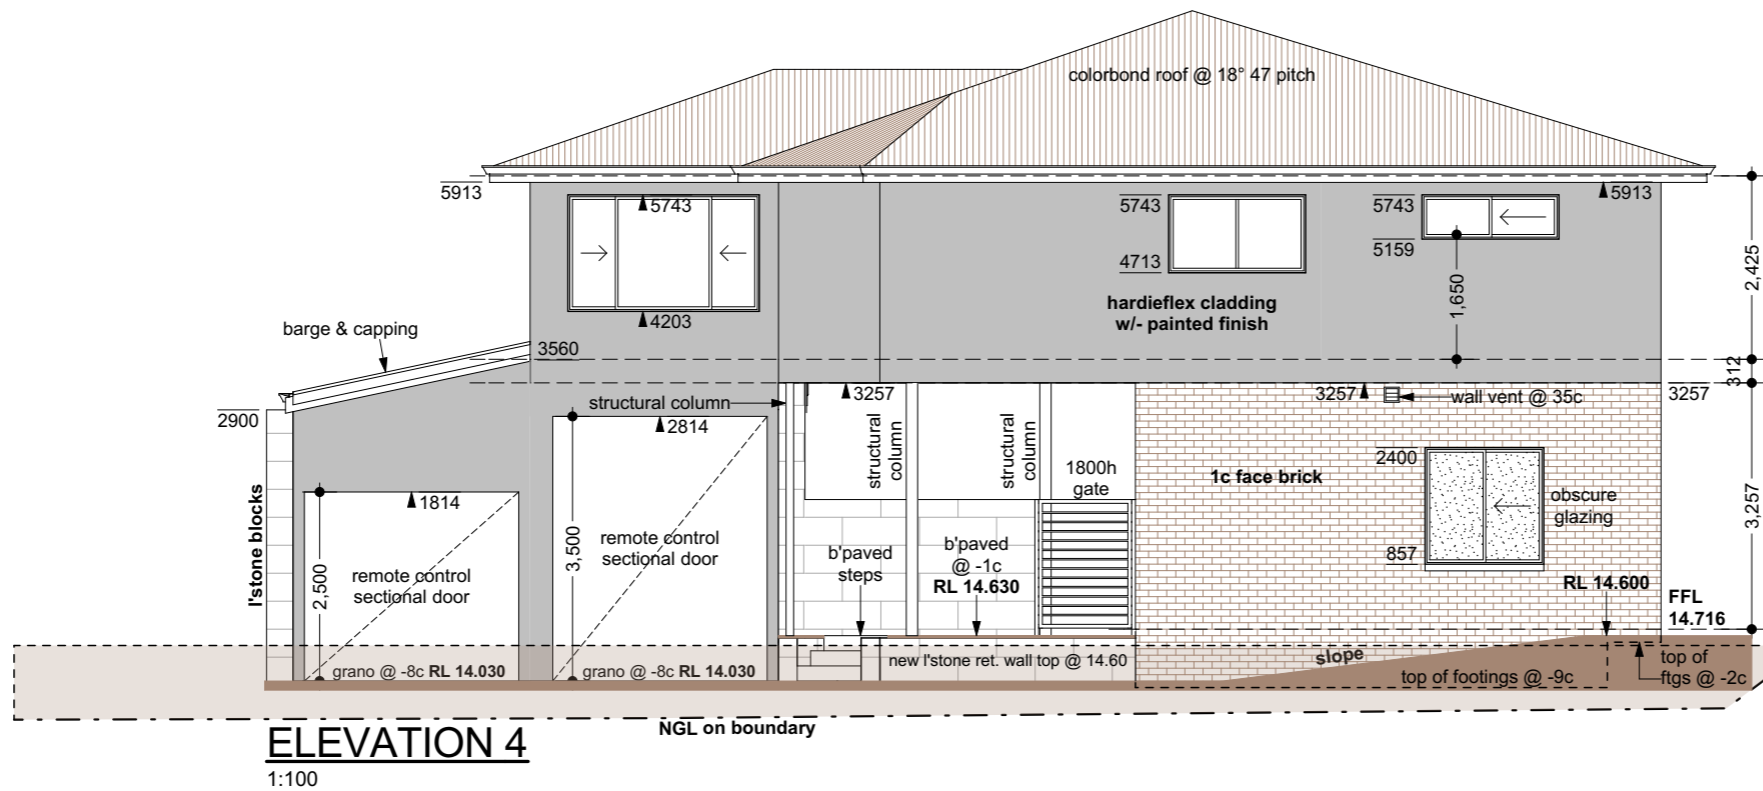 colorbond roof @ 18° 47 pitch
5913
5743
5743
5743
5913
4713
5159
4203
1,650
2,425
hardieflex cladding
w/- painted finish
barge & capping
3560
312
2900
structural column
3257
3257
wall vent @ 35c
3257
2814
structural
column
structural
column
1800h
gate
1c face brick
2400
obscure
glazing
3,257
1814
l'stone blocks
2,500
3,500
remote control
sectional door
remote control
sectional door
b'paved
steps
b'paved
@ -1c
RL 14.630
857
RL 14.600
FFL
14.716
grano @ -8c RL 14.030
grano @ -8c RL 14.030
new l'stone ret. wall top @ 14.60
slope
top of footings @ -9c
top of
ftgs @ -2c
NGL on boundary
ELEVATION 4
1:100